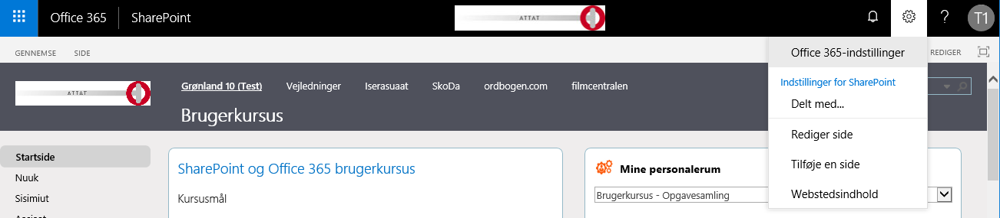 Office 365
SharePoint
ATTAT
?
T1
GENNEMSE
SIDE
REDIGER
ATTAT
Grønland 10 (Test)
Vejledninger
Iserasuaat
SkoDa
ordbogen.com
filmcentralen
Brugerkursus
Office 365-indstillinger
Indstillinger for SharePoint
Delt med...
Rediger side
Tilføje en side
Webstedsindhold
Startside
Nuuk
Sisimiut
SharePoint og Office 365 brugerkursus
Kursusmål
Mine personalerum
Brugerkursus - Opgavesamling